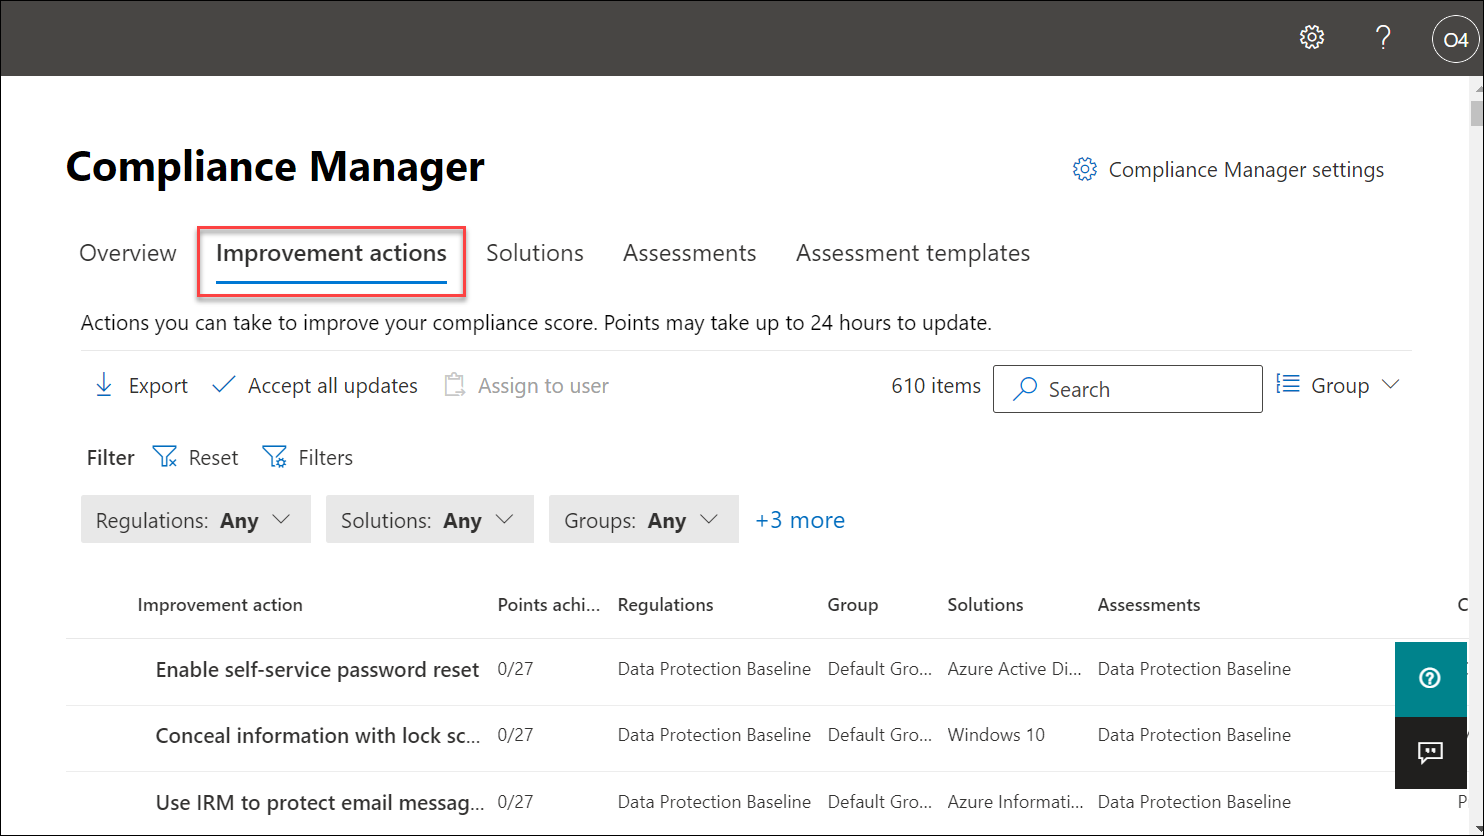 O4
Compliance Manager
Compliance Manager settings
Overview Improvement actions Solutions Assessments Assessment templates
Actions you can take to improve your compliance score. Points may take up to 24 hours to update.
Export Accept all updates Assign to user 610 items Search Group
Filter Reset Filters
Regulations: Any Solutions: Any Groups: Any +3 more
Improvement action Points achi... Regulations Group Solutions Assessments C
Enable self-service password reset 0/27 Data Protection Baseline Default Gro... Azure Active Di... Data Protection Baseline
Conceal information with lock sc... 0/27 Data Protection Baseline Default Gro... Windows 10 Data Protection Baseline
Use IRM to protect email messag... 0/27 Data Protection Baseline Default Gro... Azure Informati... Data Protection Baseline P